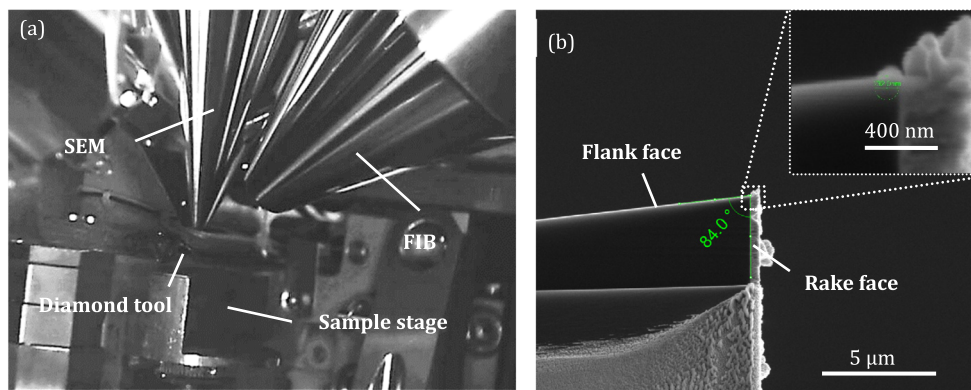 (a)
SEM
FIB
Diamond tool
Sample stage
(b)
400 nm
Flank face
84.0 °
Rake face
5 μm